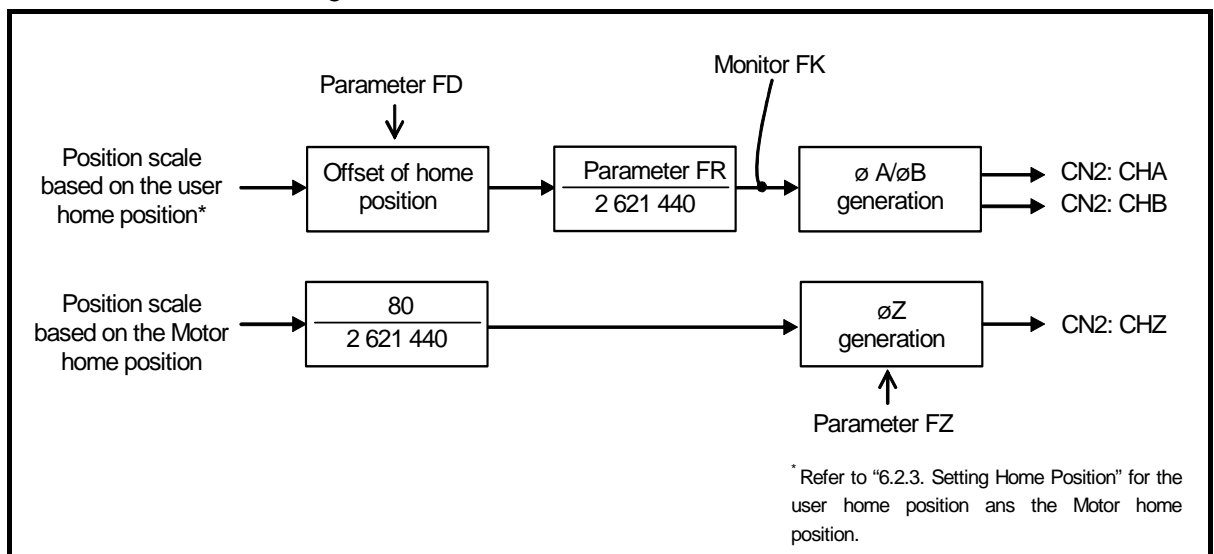 Monitor FK
Parameter FD
Position scale
based on the user
home position*
Offset of home
position
Parameter FR
2 621 440
ø A/øB
generation
CN2: CHA
CN2: CHB
Position scale
based on the Motor
home position
80
2 621 440
øZ
generation
CN2: CHZ
Parameter FZ
* Refer to “6.2.3. Setting Home Position” for the
user home position ans the Motor home
position.